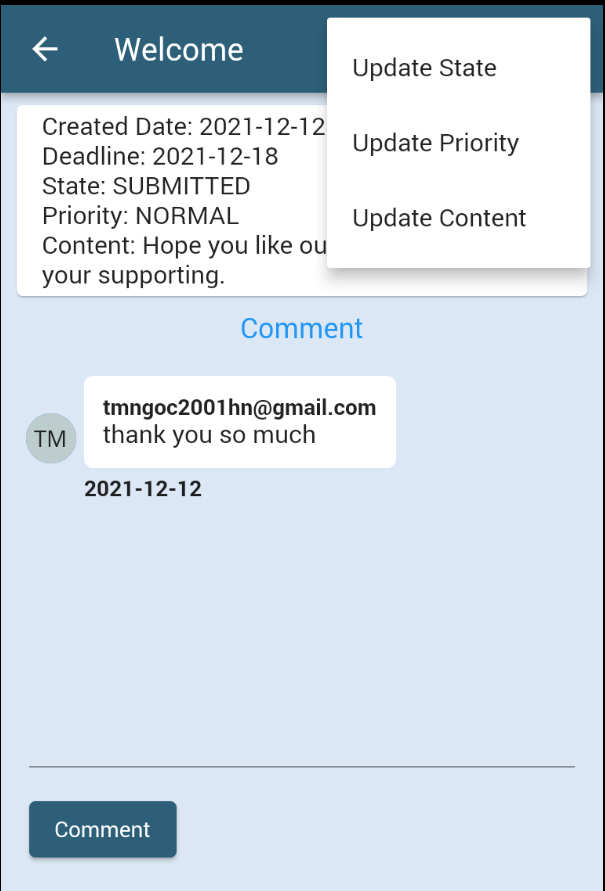 Welcome
Update State
Update Priority
Update Content
Created Date: 2021-12-12
Deadline: 2021-12-18
State: SUBMITTED
Priority: NORMAL
Content: Hope you like
your supporting.
Comment
TM
tmngoc2001hn@gmail.com
thank you so much
2021-12-12
Comment